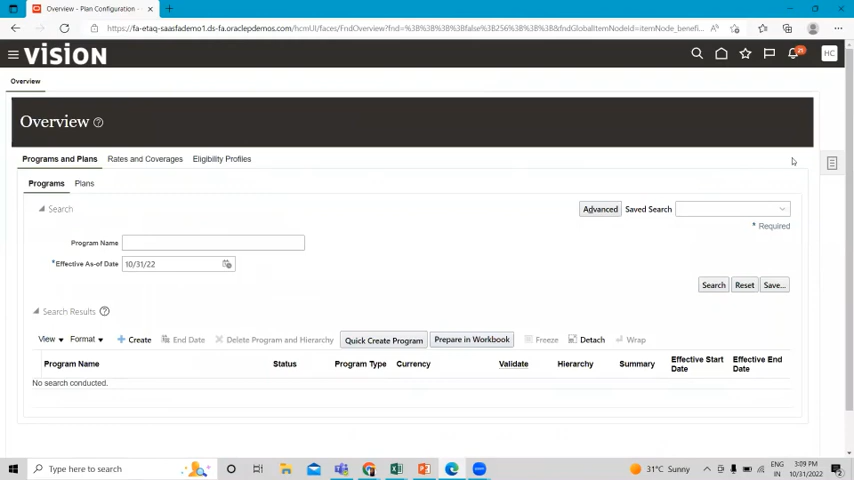 Overview - Plan Configuration
https://fa-etaq-saasfademo1.ds-fa.oraclepdemos.com/hcmUI/faces/FndOverview?fnd=%3B%3B%3B%3Bfalse%3B256%3B%3B%3B&fndGlobalItemNodeId=itemNode_benefi...
VISION
21
HC
Overview
Overview
Programs and Plans Rates and Coverages Eligibility Profiles
Programs Plans
Search
Advanced Saved Search
* Required
Program Name
*Effective As-of Date 10/31/22
Search Reset Save...
Search Results
View Format Create End Date Delete Program and Hierarchy Quick Create Program Prepare in Workbook Freeze Detach Wrap
Program Name Status Program Type Currency Validate Hierarchy Summary Effective Start Date Effective End Date
No search conducted.
Type here to search
31°C Sunny
ENG
IN
3:09 PM
10/31/2022
2